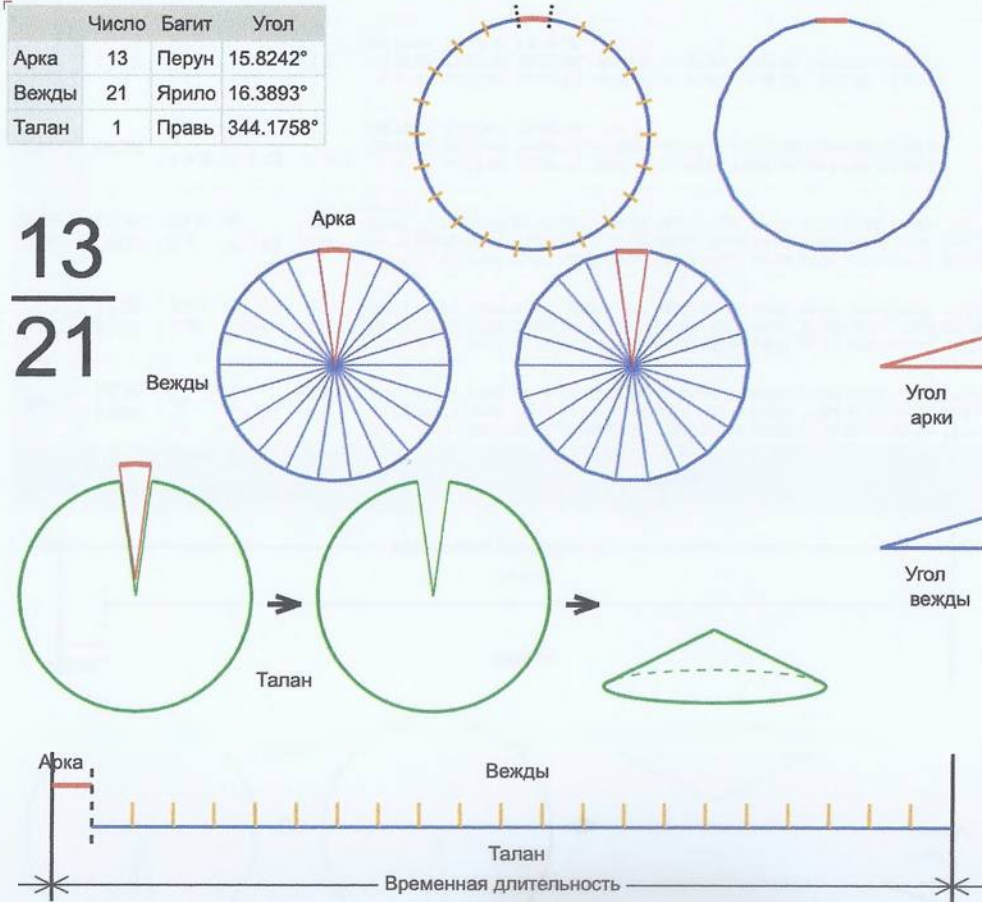 Число Багит Угол
Арка 13 Перун 15.8242°
Вежды 21 Ярило 16.3893°
Талан 1 Правь 344.1758°
13
21
Арка
Вежды
Угол
арки
Угол
вежды
Талан
Арка
Вежды
Талан
Временная длительность